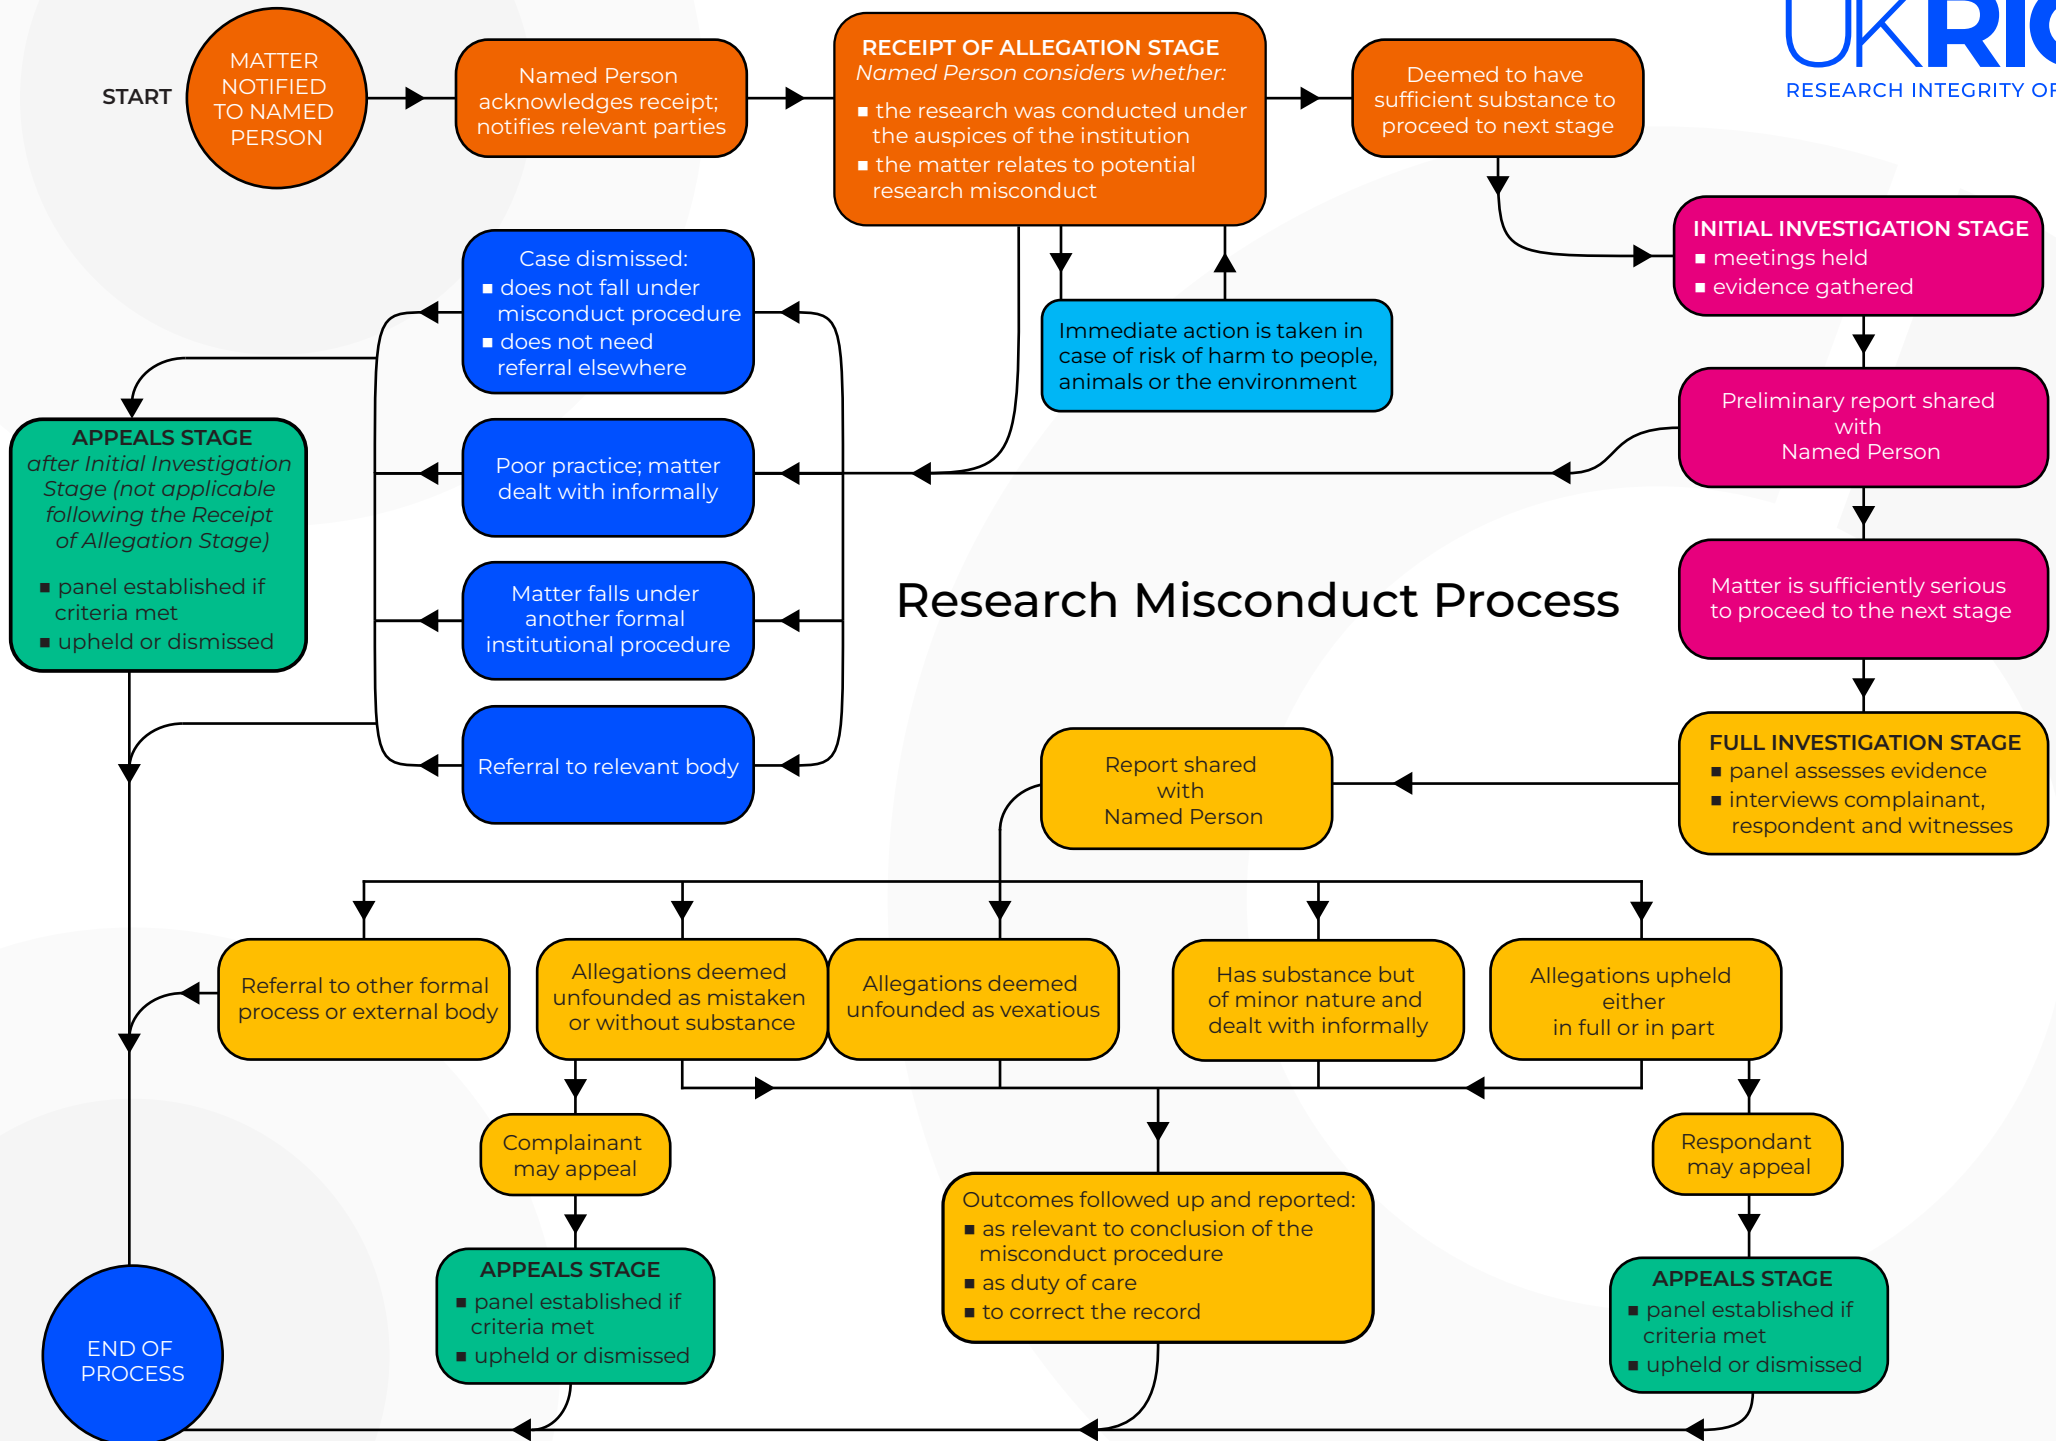 START
MATTER
NOTIFIED
TO NAMED
PERSON
Named Person
acknowledges receipt;
notifies relevant parties
RECEIPT OF ALLEGATION STAGE
Named Person considers whether:
■ the research was conducted under
the auspices of the institution
■ the matter relates to potential
research misconduct
Deemed to have
sufficient substance to
proceed to next stage
UKRIO
RESEARCH INTEGRITY OF
INITIAL INVESTIGATION STAGE
■ meetings held
■ evidence gathered
Case dismissed:
■ does not fall under
misconduct procedure
■ does not need
referral elsewhere
Immediate action is taken in
case of risk of harm to people,
animals or the environment
Preliminary report shared
with
Named Person
APPEALS STAGE
after Initial Investigation
Stage (not applicable
following the Receipt
of Allegation Stage)
■ panel established if
criteria met
■ upheld or dismissed
Poor practice; matter
dealt with informally
Matter falls under
another formal
institutional procedure
Research Misconduct Process
Matter is sufficiently serious
to proceed to the next stage
Referral to relevant body
Report shared
with
Named Person
FULL INVESTIGATION STAGE
■ panel assesses evidence
■ interviews complainant,
respondent and witnesses
Referral to other formal
process or external body
Allegations deemed
unfounded as mistaken
or without substance
Allegations deemed
unfounded as vexatious
Has substance but
of minor nature and
dealt with informally
Allegations upheld
either
in full or in part
Complainant
may appeal
Respondant
may appeal
Outcomes followed up and reported:
■ as relevant to conclusion of the
misconduct procedure
■ as duty of care
■ to correct the record
APPEALS STAGE
■ panel established if
criteria met
■ upheld or dismissed
APPEALS STAGE
■ panel established if
criteria met
■ upheld or dismissed
END OF
PROCESS